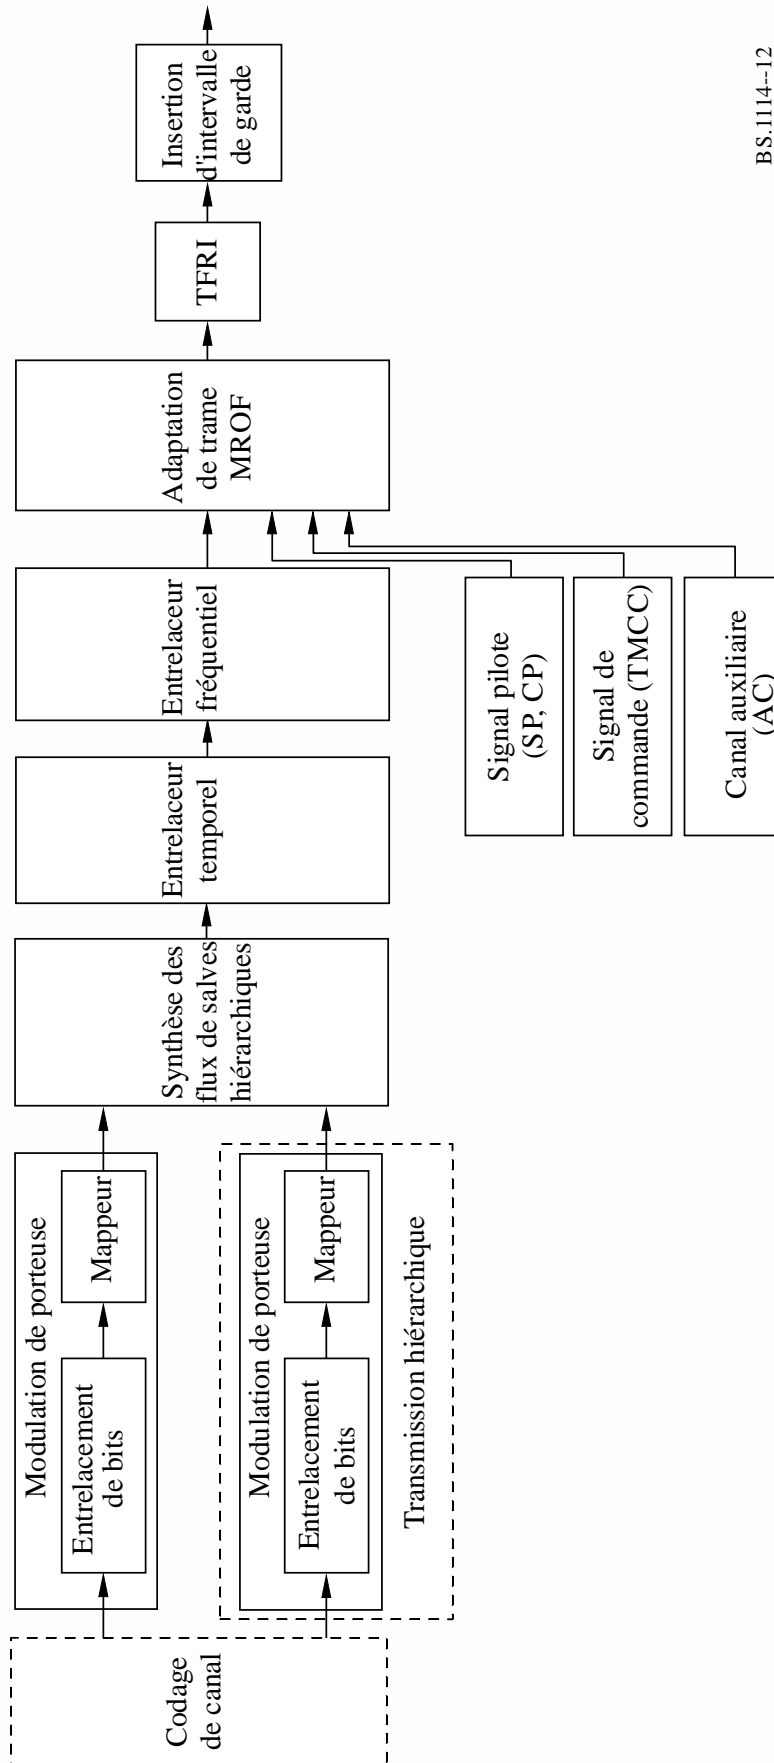 Codage
de canal
Modulation de porteuse
Entrelacement
de bits
Mappeur
Modulation de porteuse
Entrelacement
de bits
Mappeur
Transmission hiérarchique
Synthèse des
flux de salves
hiérarchiques
Entrelaceur
temporel
Entrelaceur
fréquentiel
Adaptation
de trame
MROF
TFRI
Insertion
d'intervalle
de garde
Signal pilote
(SP, CP)
Signal de
commande (TMCC)
Canal auxiliaire
(AC)
BS.1114--12